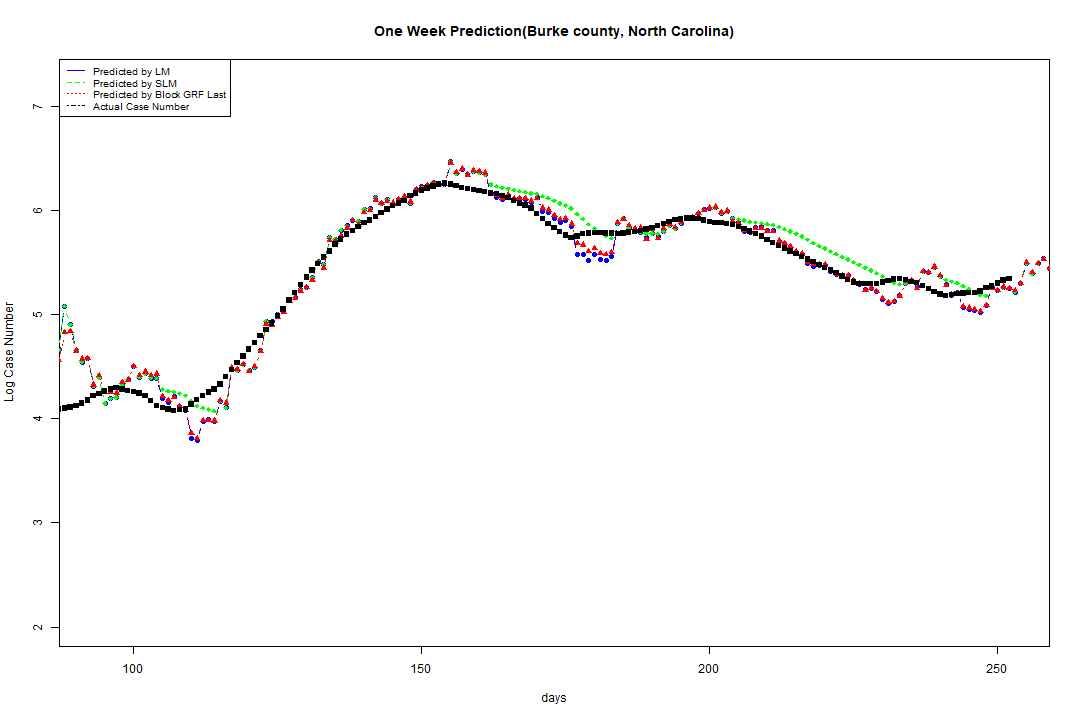 One Week Prediction(Burke county, North Carolina)
Predicted by LM
Predicted by SLM
Predicted by Block GRF Last
Actual Case Number
7
6
5
4
3
2
Log Case Number
100 150 200 250
days